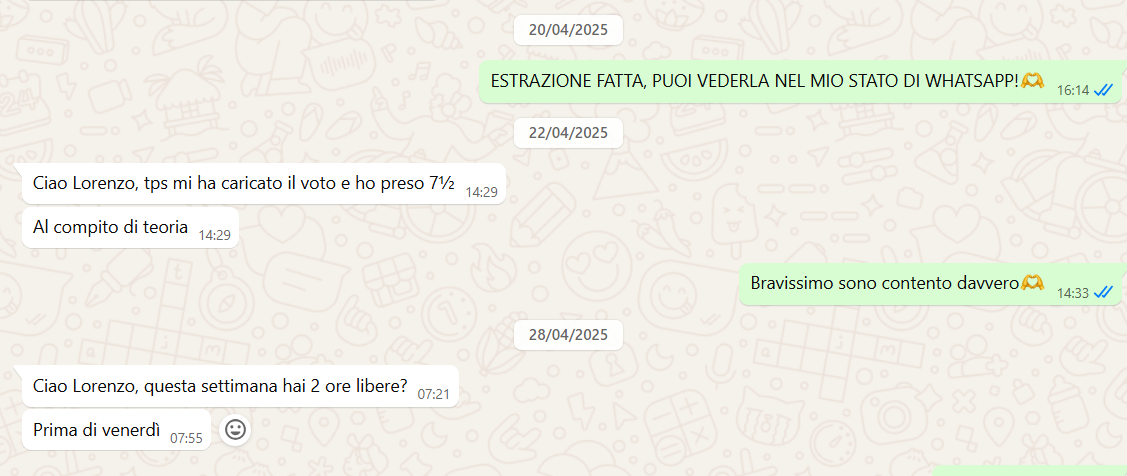 20/04/2025
ESTRAZIONE FATTA, PUOI VEDERLA NEL MIO STATO DI WHATSAPP!🫶 16:14
22/04/2025
Ciao Lorenzo, tps mi ha caricato il voto e ho preso 7½ 14:29
Al compito di teoria 14:29
Bravissimo sono contento davvero🫶 14:33
28/04/2025
Ciao Lorenzo, questa settimana hai 2 ore libere? 07:21
Prima di venerdì 07:55